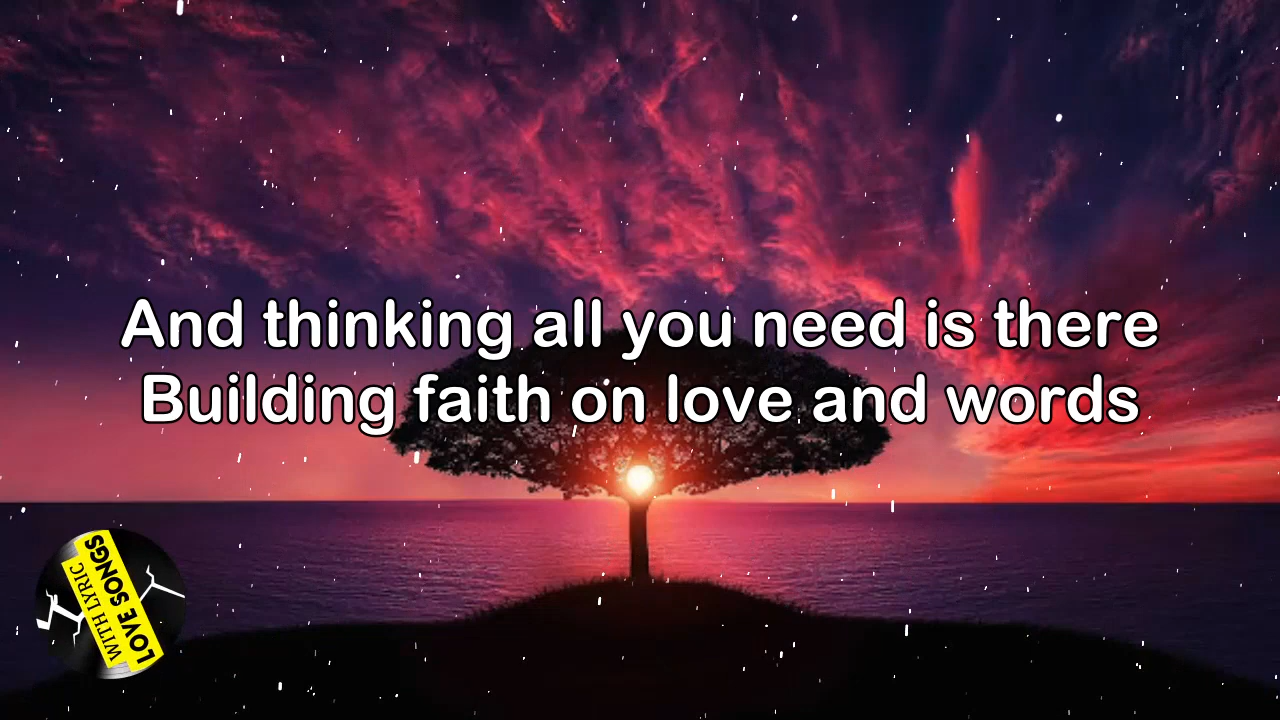 And thinking all you need is there
Building faith on love and words
WITH LYRIC
LOVE SONGS